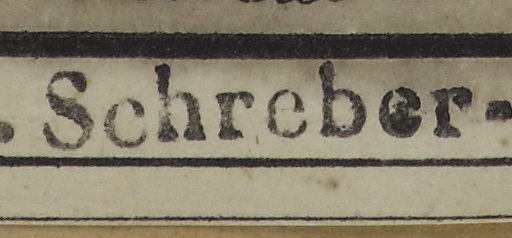 . Schreber-